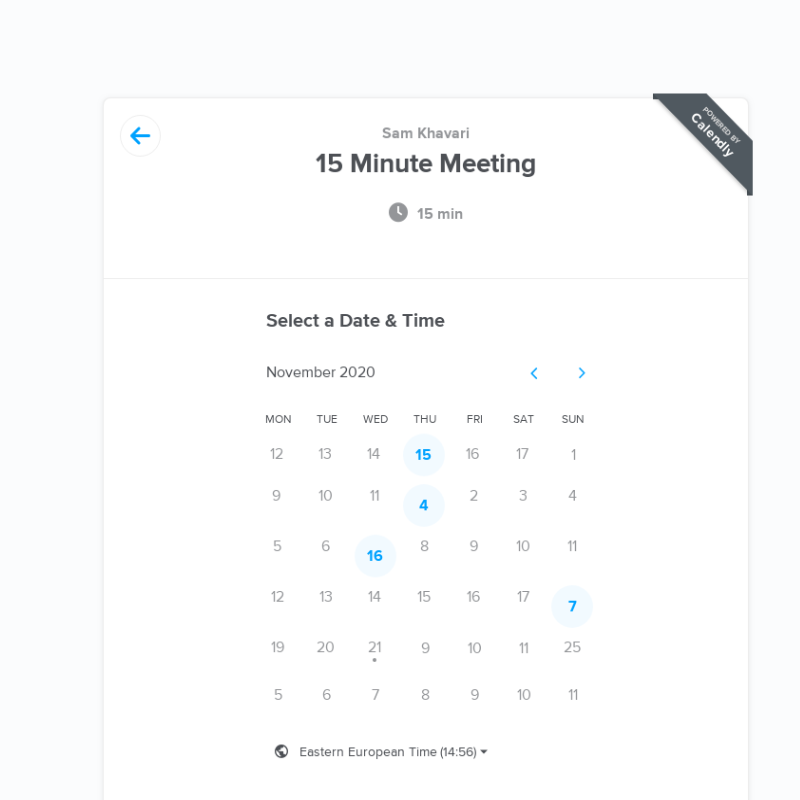 POWERED BY
Calendly
Sam Khavari
15 Minute Meeting
15 min
Select a Date & Time
November 2020
MON TUE WED THU FRI SAT SUN
12 13 14 15 16 17 1
9 10 11 4 2 3 4
5 6 16 8 9 10 11
12 13 14 15 16 17 7
19 20 21 9 10 11 25
5 6 7 8 9 10 11
Eastern European Time (14:56)